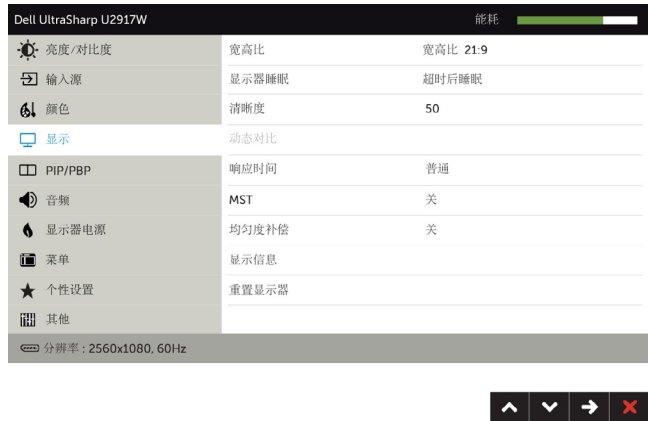 Dell UltraSharp U2917W 能耗
亮度/对比度 宽高比 宽高比 21:9
输入源 显示器睡眠 超时后睡眠
颜色 清晰度 50
显示 动态对比
PIP/PBP 响应时间 普通
音频 MST 关
显示器电源 均匀度补偿 关
菜单 显示信息
个性设置 重置显示器
其他
分辨率 : 2560x1080, 60Hz